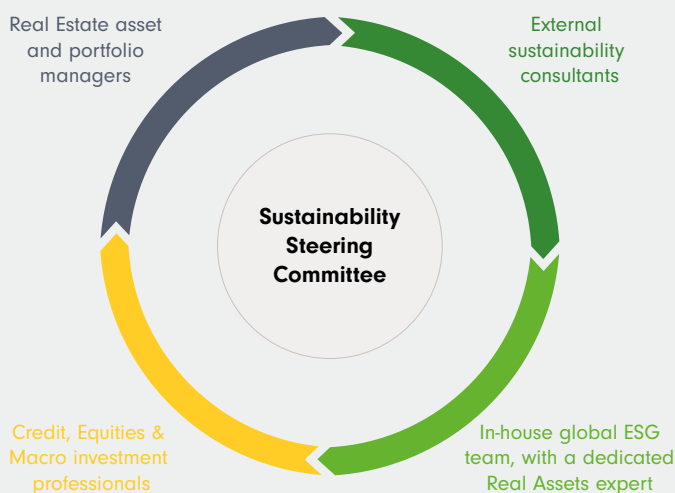 Real Estate asset
and portfolio
managers
External
sustainability
consultants
Sustainability
Steering
Committee
Credit, Equities &
Macro investment
professionals
In-house global ESG
team, with a dedicated
Real Assets expert